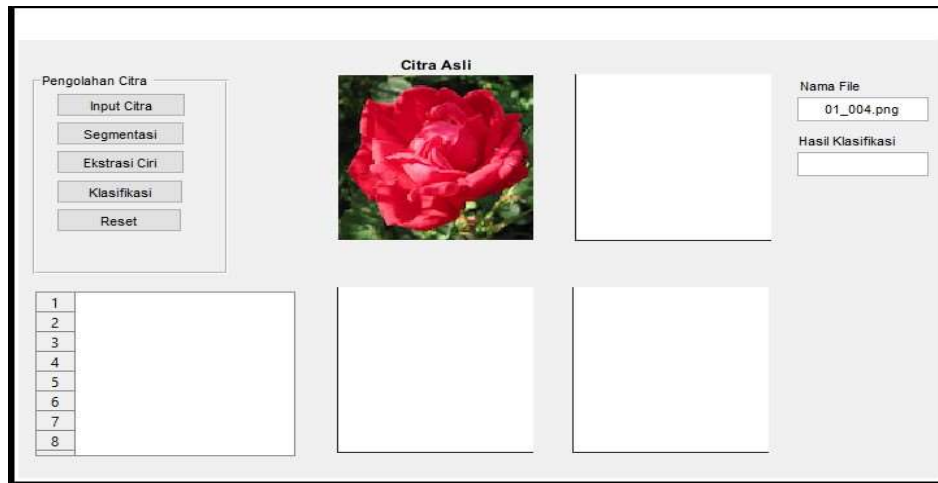 Pengolahan Citra
Input Citra
Segmentasi
Ekstrasi Ciri
Klasifikasi
Reset
Citra Asli
Nama File
01_004.png
Hasil Klasifikasi
1
2
3
4
5
6
7
8